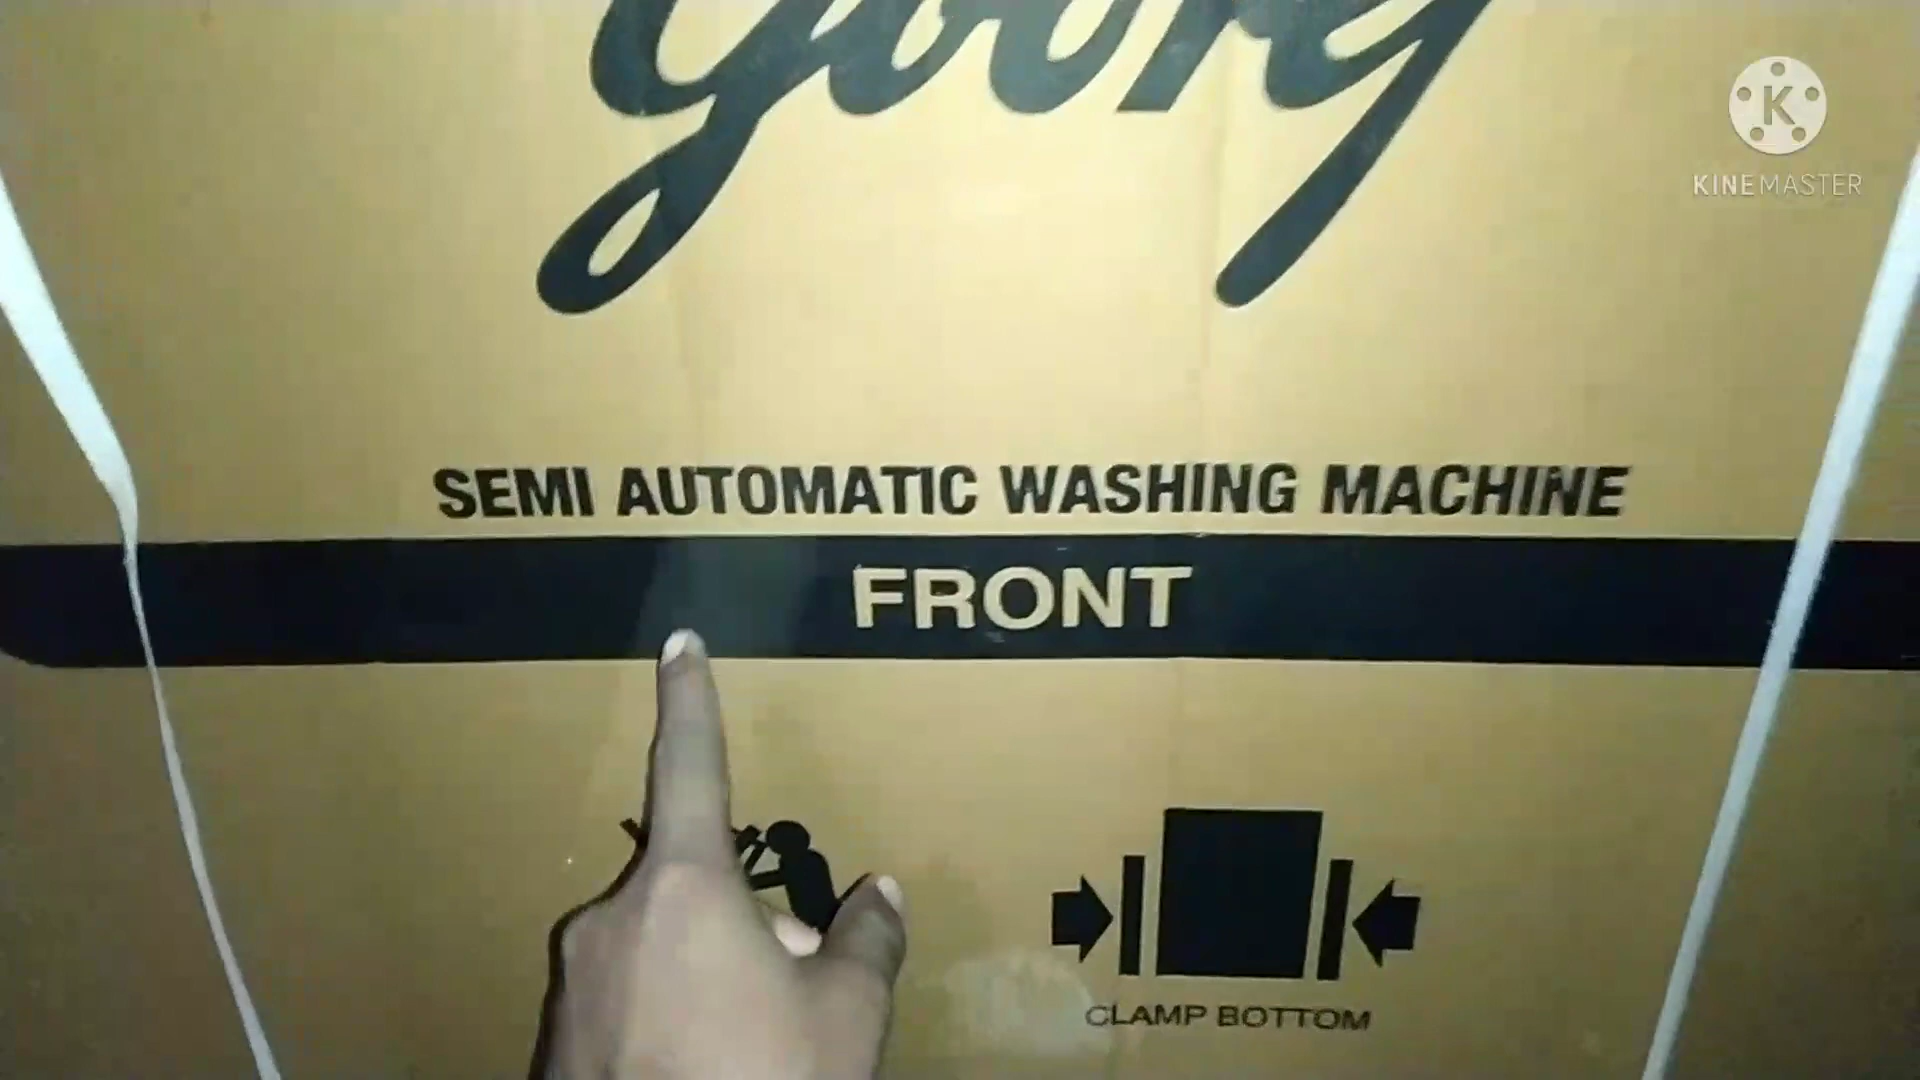 K
KINEMASTER
SEMI AUTOMATIC WASHING MACHINE
FRONT
CLAMP BOTTOM